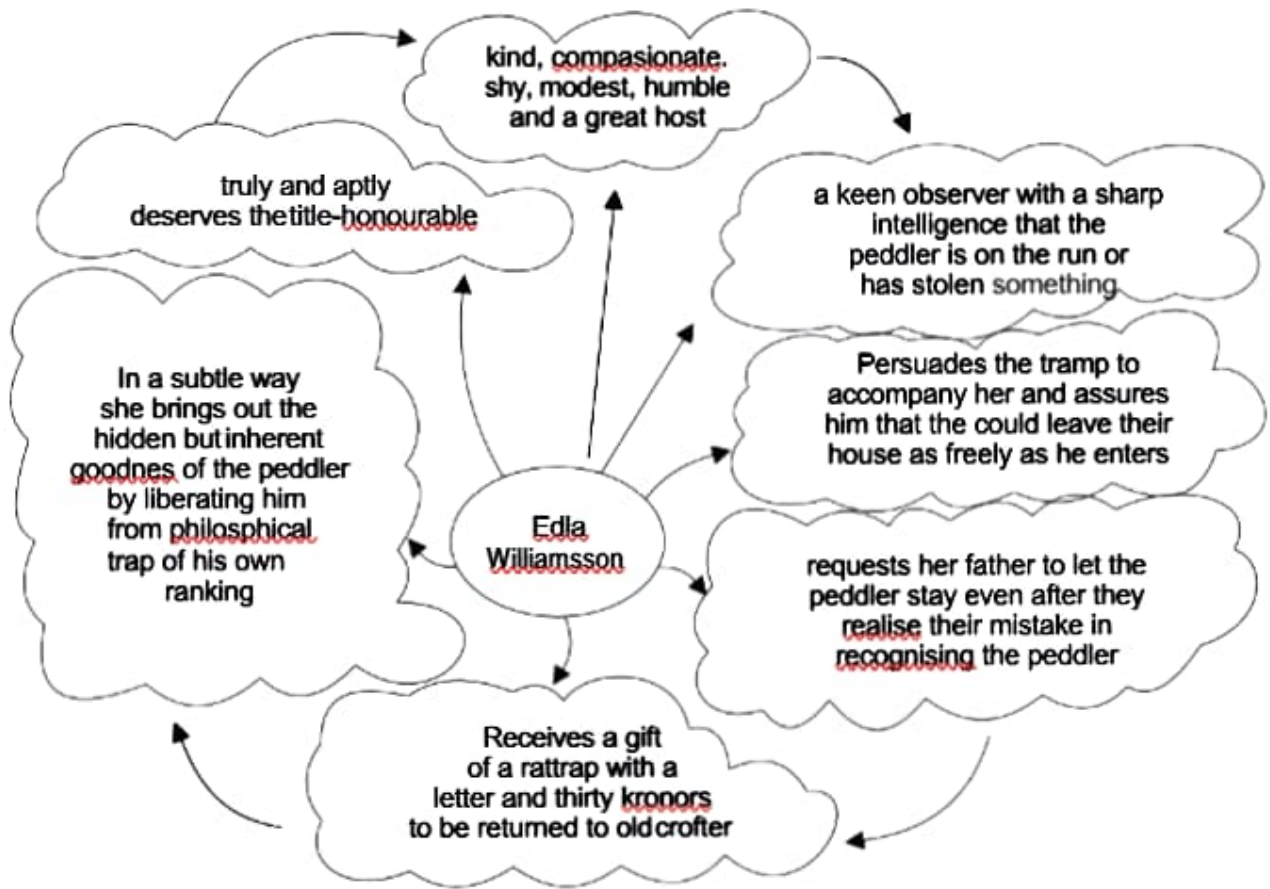 kind, compasionate.
shy, modest, humble
and a great host
a keen observer with a sharp
intelligence that the
peddler is on the run or
has stolen something
Persuades the tramp to
accompany her and assures
him that the could leave their
house as freely as he enters
requests her father to let the
peddler stay even after they
realise their mistake in
recognising the peddler
Receives a gift
of a rattrap with a
letter and thirty kronors
to be returned to old crofter
In a subtle way
she brings out the
hidden but inherent
goodnes of the peddler
by liberating him
from philosphical
trap of his own
ranking
truly and aptly
deserves the title-honourable
Edla
Williamsson